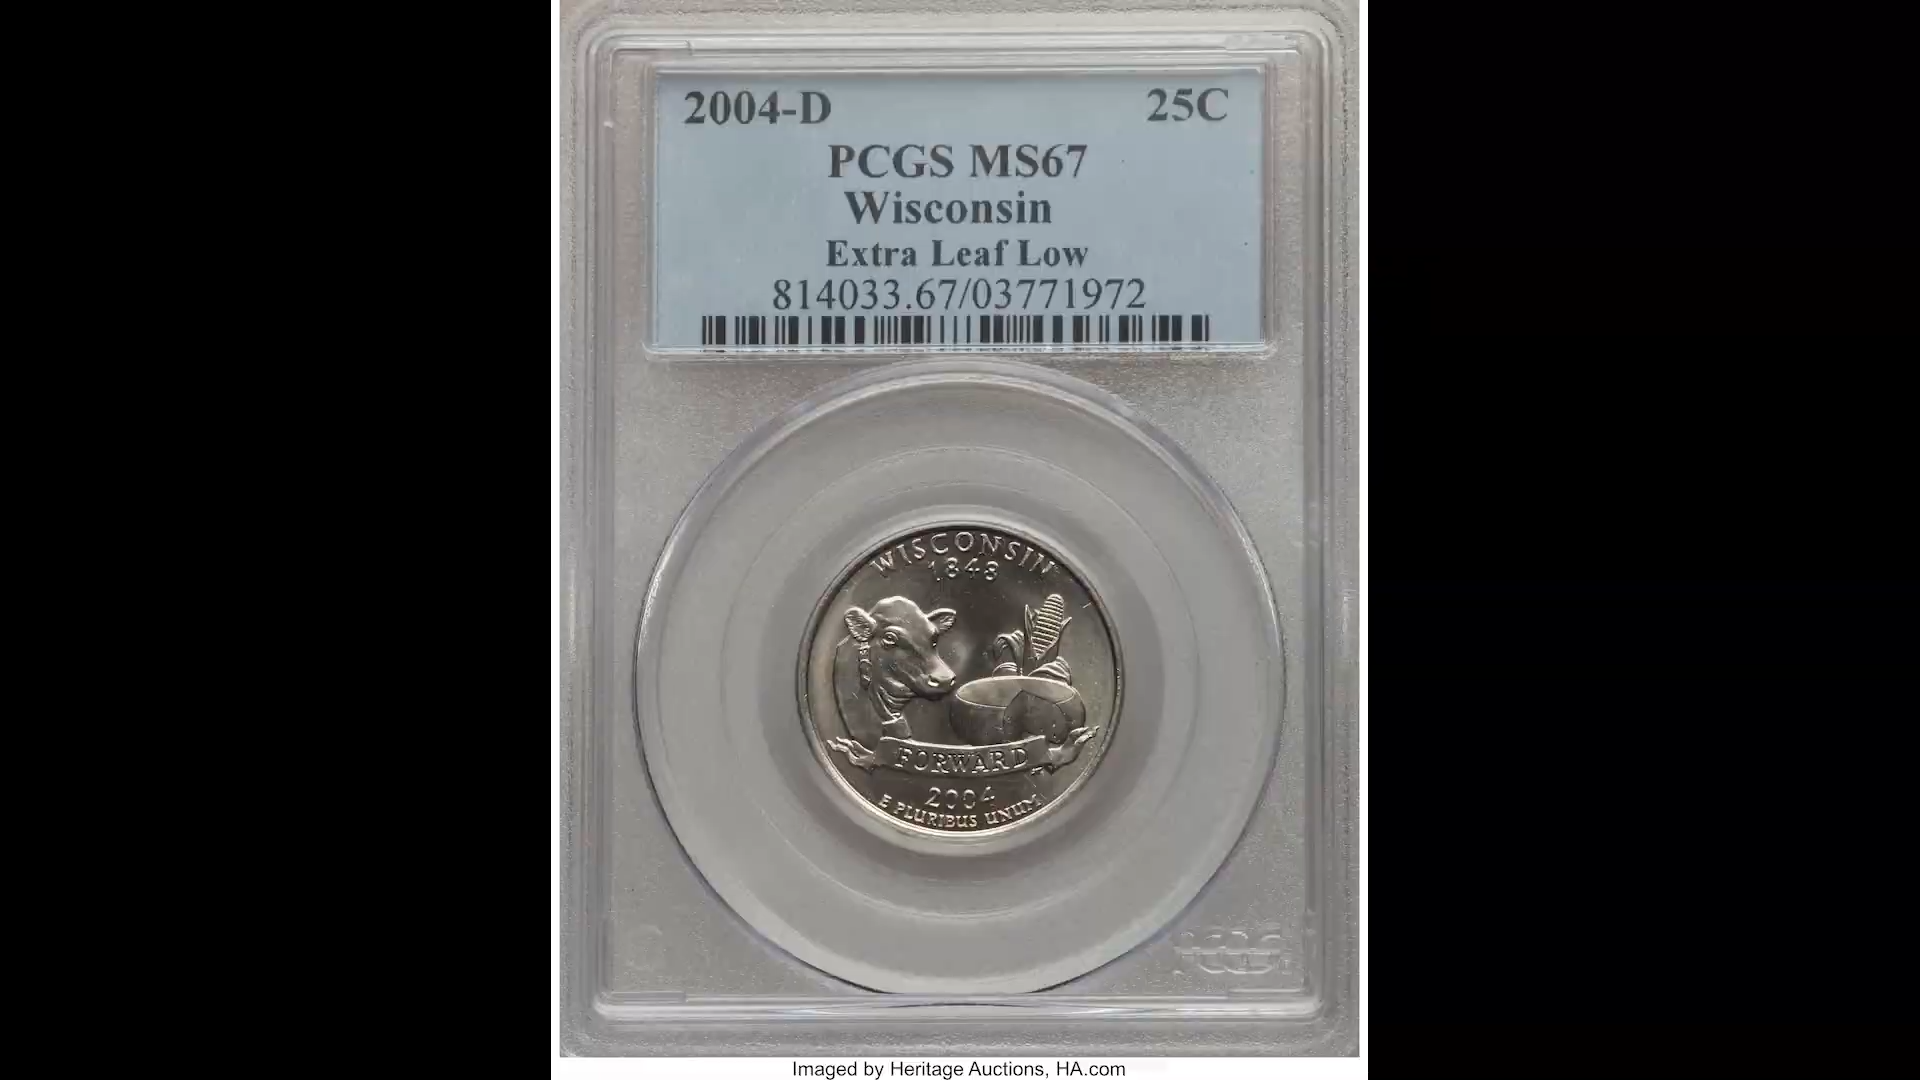 2004-D 25C
PCGS MS67
Wisconsin
Extra Leaf Low
814033.67/03771972
WISCONSIN
1848
FORWARD
2004
E PLURIBUS UNUM
PCGS
Imaged by Heritage Auctions, HA.com